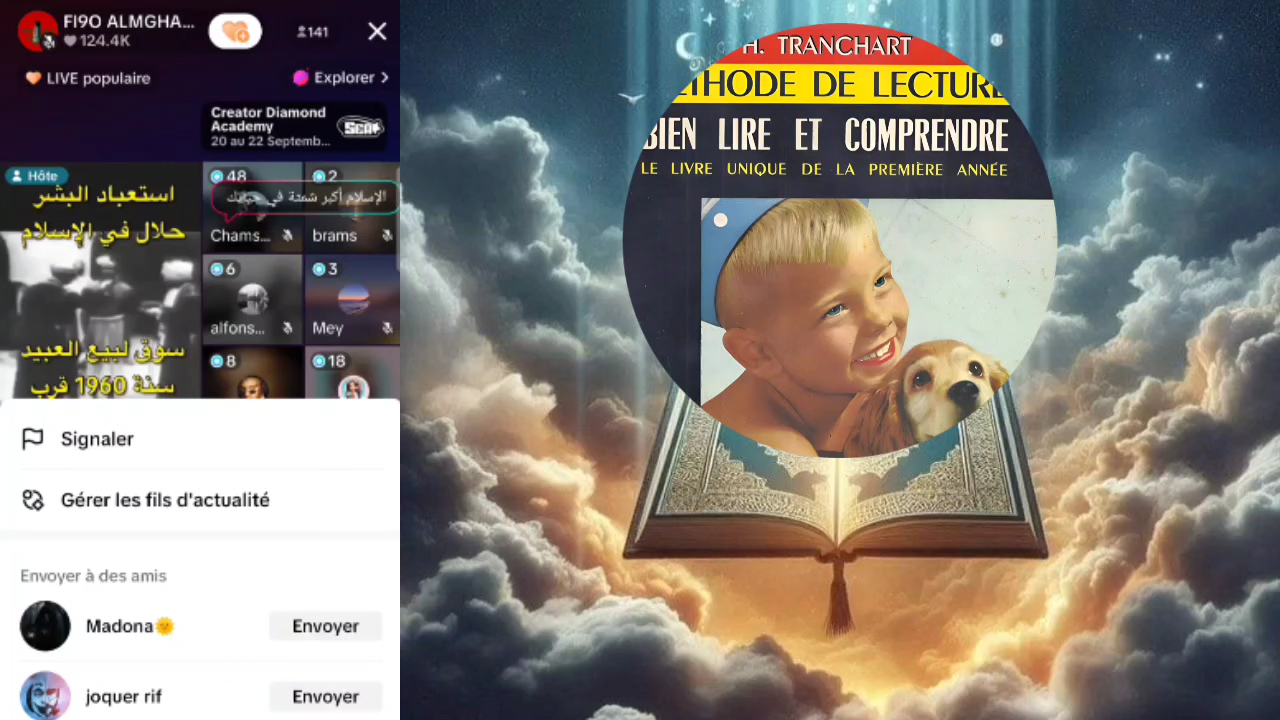 FI9O ALMGHA...
124.4K
141
LIVE populaire
Explorer >
Creator Diamond
Academy
20 au 22 Septemb...
Hôte
استعباد البشر
حلال في الإسلام
سوق لبيع العبيد
سنة 1960 قرب
48
2
الإسلام أكبر شمتة في حياتك
Chams...
brams
6
3
alfons...
Mey
8
18
Signaler
Gérer les fils d'actualité
Envoyer à des amis
Madona
Envoyer
joquer rif
Envoyer
H. TRANCHART
THODE DE LECTURE
BIEN LIRE ET COMPRENDRE
LE LIVRE UNIQUE DE LA PREMIÈRE ANNÉE